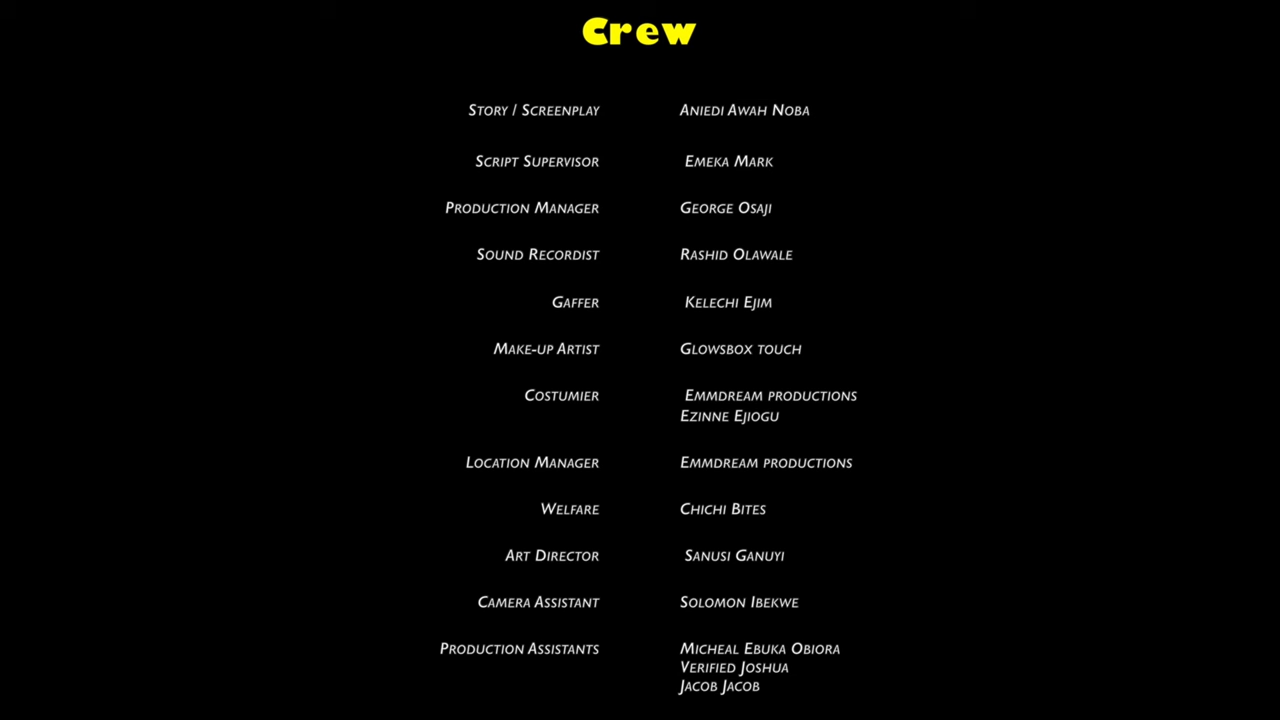 Crew
Story / Screenplay Aniedi Awah Noba
Script Supervisor Emeka Mark
Production Manager George Osaji
Sound Recordist Rashid Olawale
Gaffer Kelechi Ejim
Make-up Artist Glowsbox touch
Costumier Emmdream productions
Ezinne Ejiogu
Location Manager Emmdream productions
Welfare Chichi Bites
Art Director Sanusi Ganuyi
Camera Assistant Solomon Ibekwe
Production Assistants Micheal Ebuka Obiora
Verified Joshua
Jacob Jacob